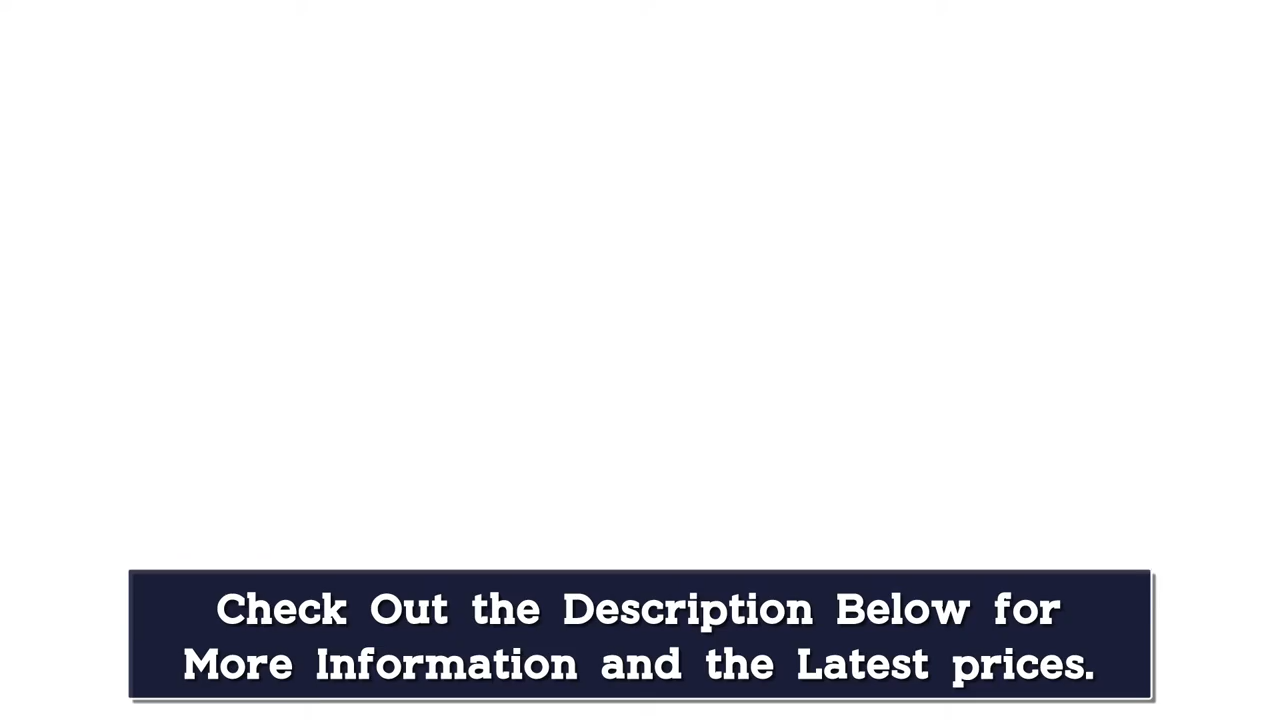 Check Out the Description Below for
More Information and the Latest prices.